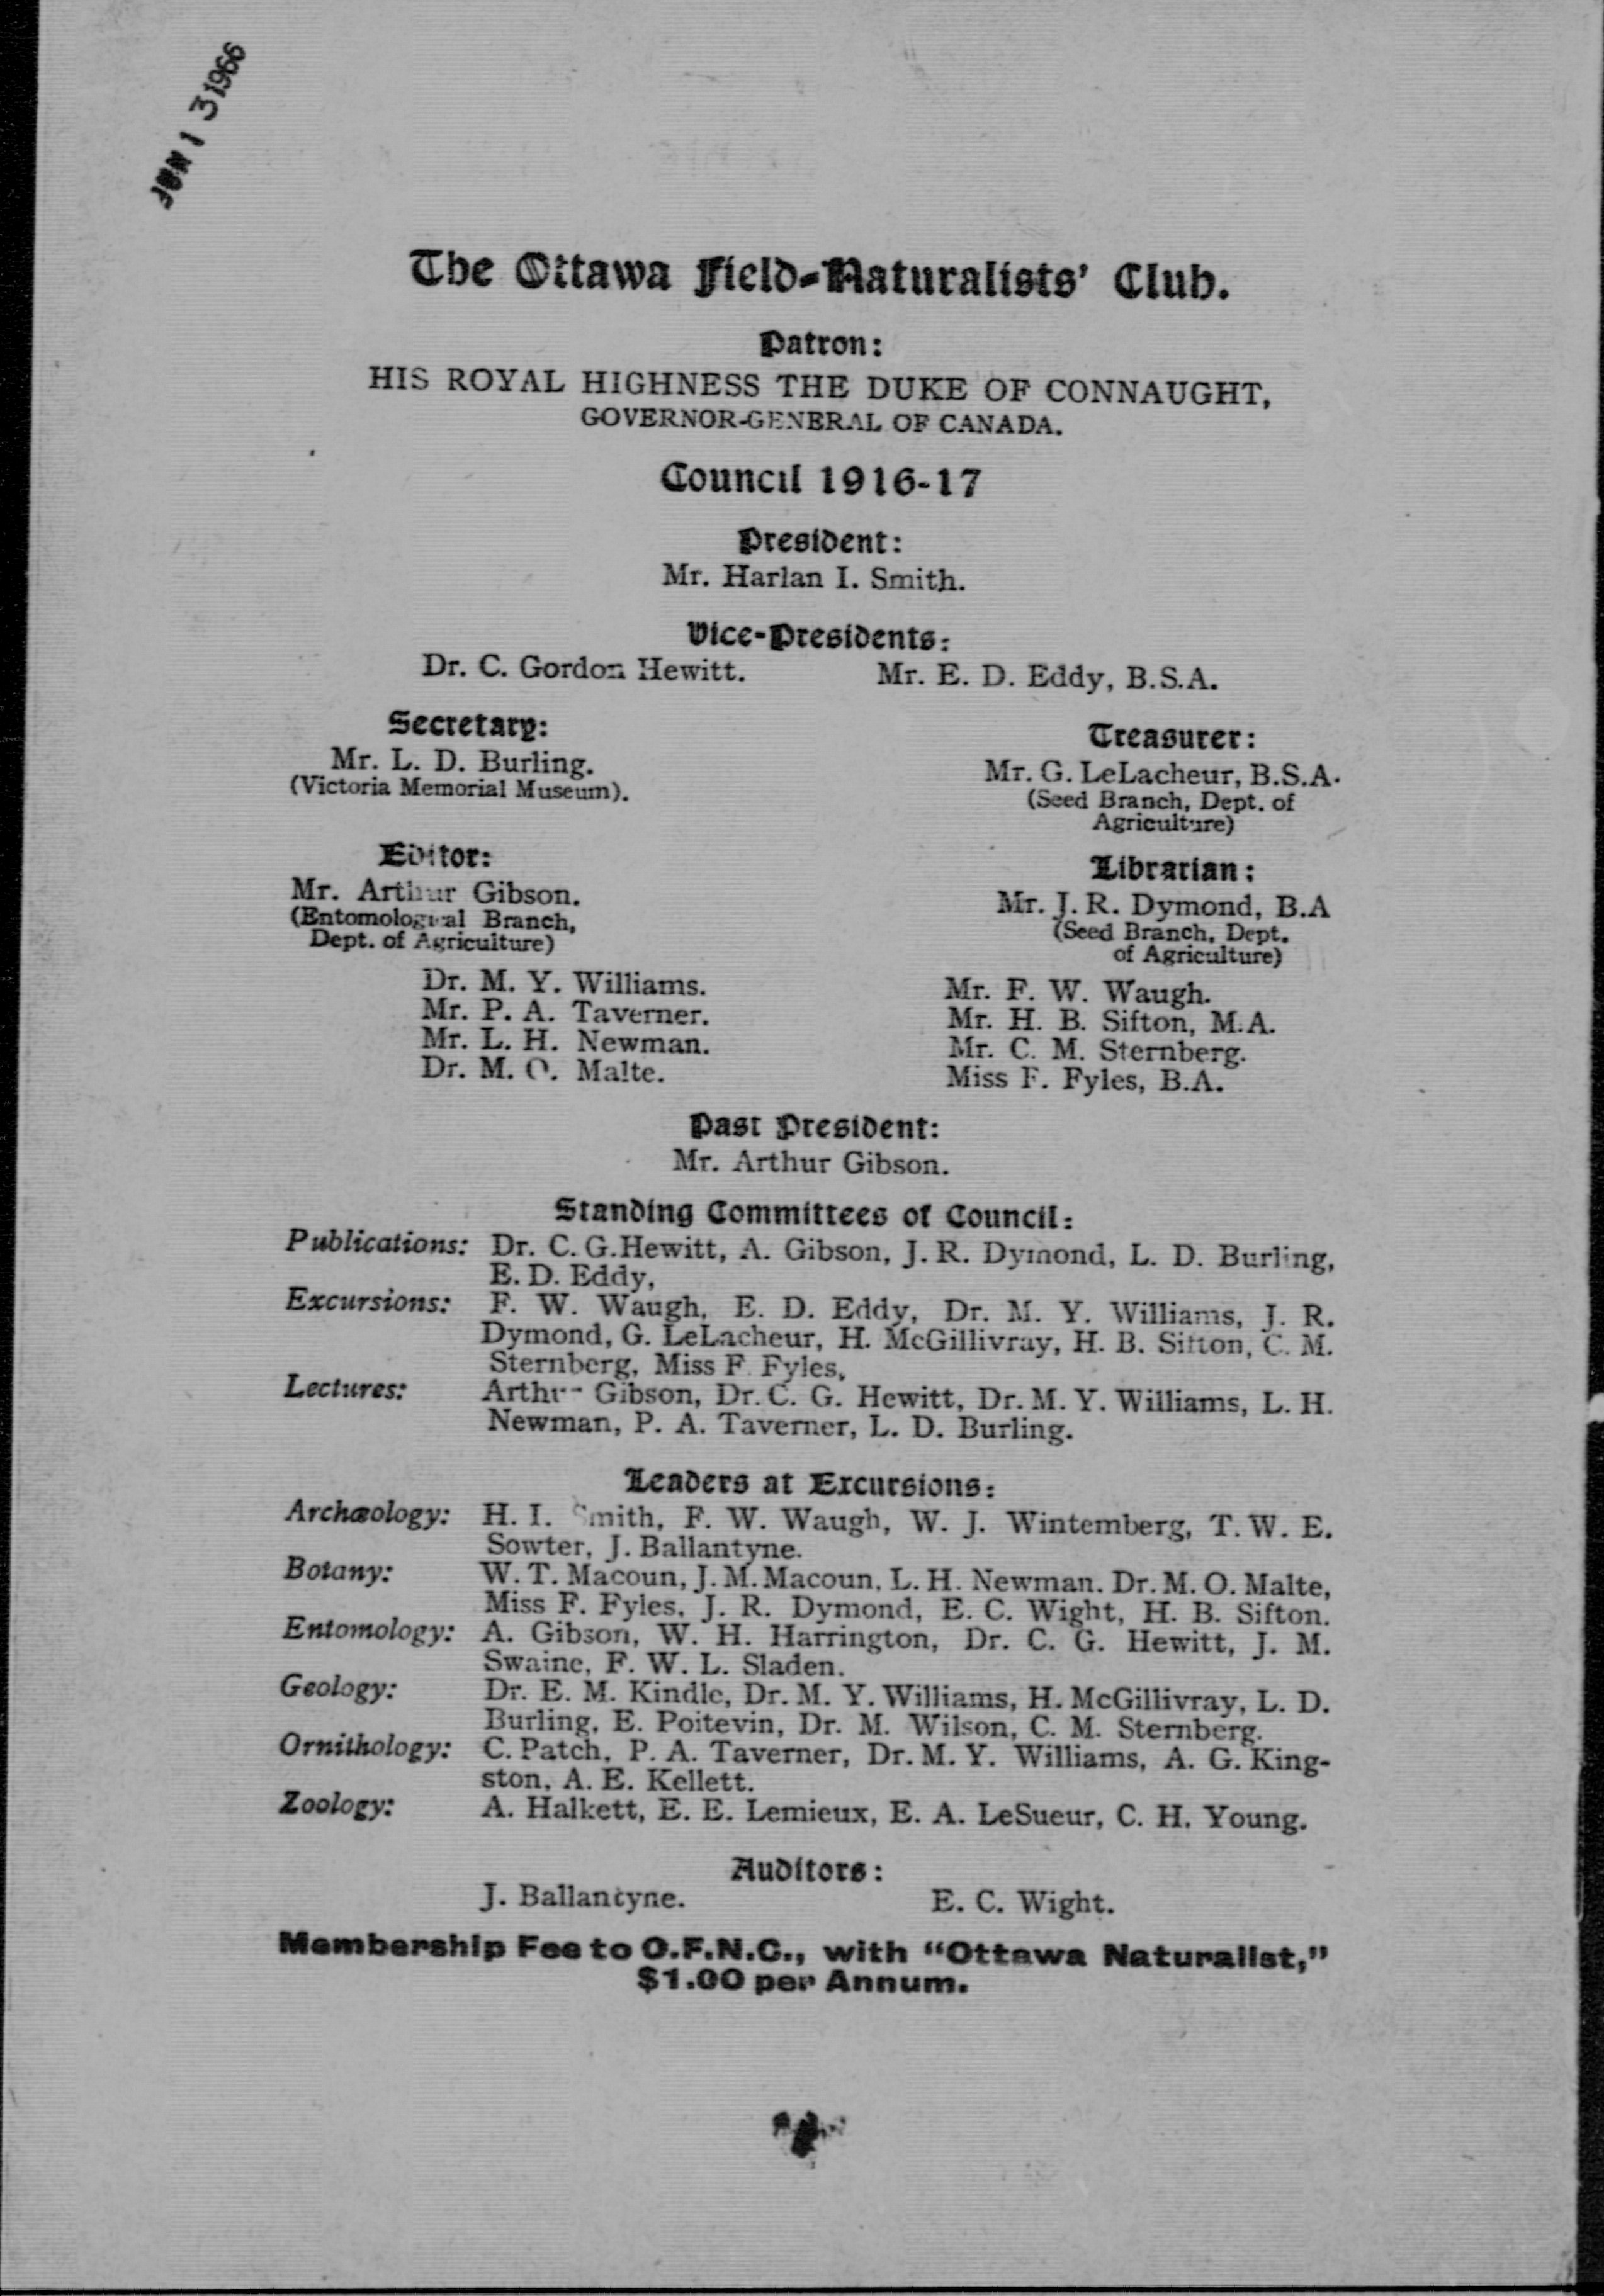 JUN 13 1966
The Ottawa Field-Naturalists' Club.
Patron:
HIS ROYAL HIGHNESS THE DUKE OF CONNAUGHT,
GOVERNOR-GENERAL OF CANADA.
Council 1916-17
President:
Mr. Harlan I. Smith.
Vice-Presidents:
Dr. C. Gordon Hewitt. Mr. E. D. Eddy, B.S.A.
Secretary:
Mr. L. D. Burling.
(Victoria Memorial Museum).
Treasurer:
Mr. G. LeLacheur, B.S.A.
(Seed Branch, Dept. of
Agriculture)
Editor:
Mr. Arthur Gibson.
(Entomological Branch,
Dept. of Agriculture)
Librarian:
Mr. J. R. Dymond, B.A
(Seed Branch, Dept.
of Agriculture)
Dr. M. Y. Williams.
Mr. P. A. Taverner.
Mr. L. H. Newman.
Dr. M. O. Malte.
Mr. F. W. Waugh.
Mr. H. B. Sifton, M.A.
Mr. C. M. Sternberg.
Miss F. Fyles, B.A.
Past President:
Mr. Arthur Gibson.
Standing Committees of Council:
Publications: Dr. C. G. Hewitt, A. Gibson, J. R. Dymond, L. D. Burling,
E. D. Eddy,
Excursions: F. W. Waugh, E. D. Eddy, Dr. M. Y. Williams, J. R.
Dymond, G. LeLacheur, H. McGillivray, H. B. Sifton, C. M.
Sternberg, Miss F. Fyles,
Lectures: Arthur Gibson, Dr. C. G. Hewitt, Dr. M. Y. Williams, L. H.
Newman, P. A. Taverner, L. D. Burling.
Leaders at Excursions:
Archæology: H. I. Smith, F. W. Waugh, W. J. Wintemberg, T. W. E.
Sowter, J. Ballantyne.
Botany: W. T. Macoun, J. M. Macoun, L. H. Newman. Dr. M. O. Malte,
Miss F. Fyles, J. R. Dymond, E. C. Wight, H. B. Sifton.
Entomology: A. Gibson, W. H. Harrington, Dr. C. G. Hewitt, J. M.
Swaine, F. W. L. Sladen.
Geology: Dr. E. M. Kindle, Dr. M. Y. Williams, H. McGillivray, L. D.
Burling, E. Poitevin, Dr. M. Wilson, C. M. Sternberg.
Ornithology: C. Patch, P. A. Taverner, Dr. M. Y. Williams, A. G. King-
ston, A. E. Kellett.
Zoology: A. Halkett, E. E. Lemieux, E. A. LeSueur, C. H. Young.
Auditors:
J. Ballantyne. E. C. Wight.
Membership Fee to O.F.N.C., with "Ottawa Naturalist,"
$1.00 per Annum.